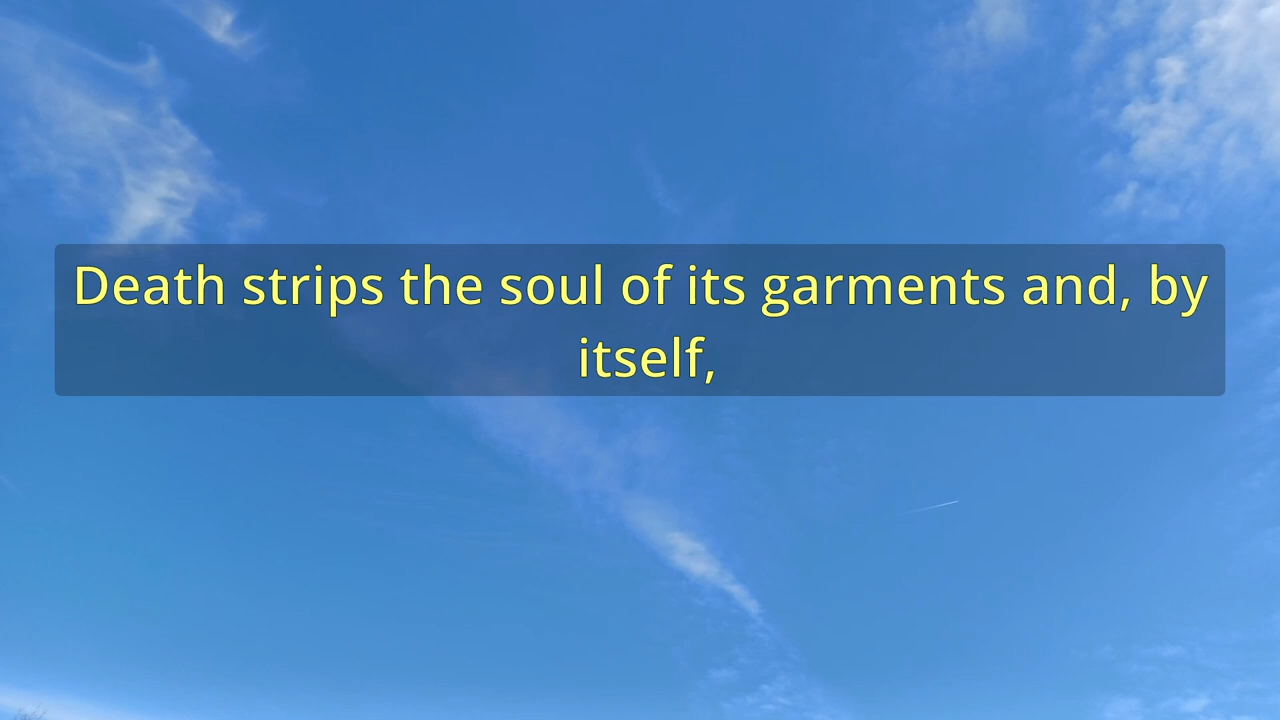 Death strips the soul of its garments and, by
itself,